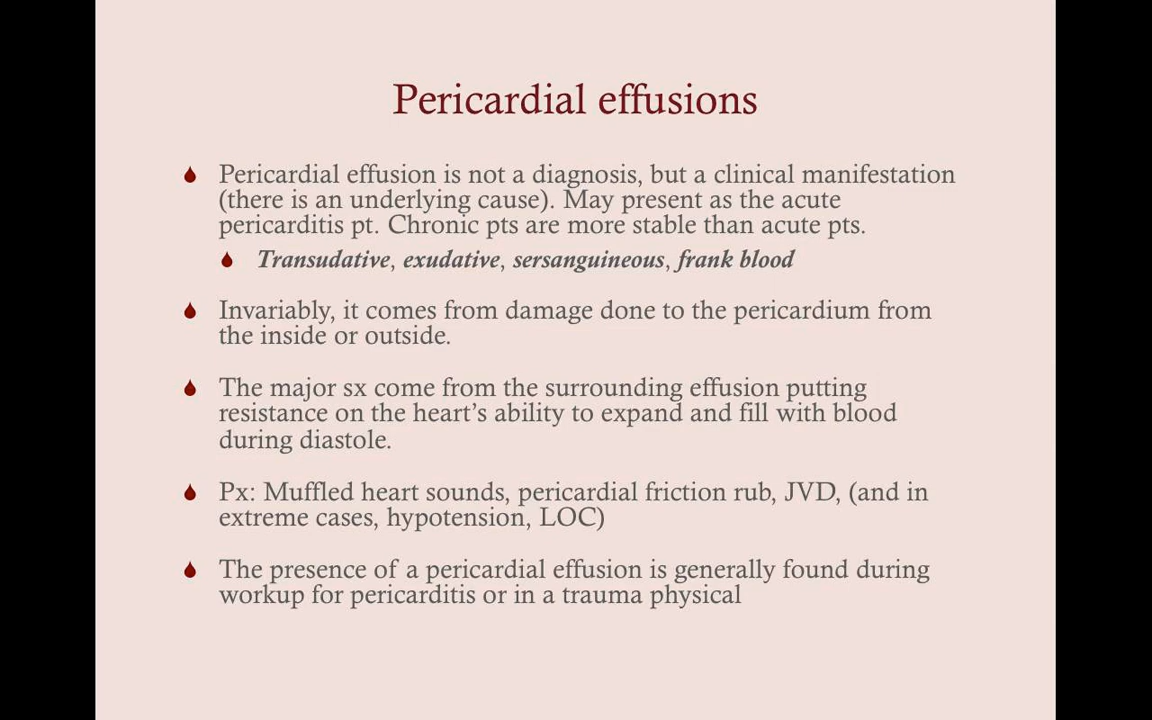 Pericardial effusions
Pericardial effusion is not a diagnosis, but a clinical manifestation
(there is an underlying cause). May present as the acute
pericarditis pt. Chronic pts are more stable than acute pts.
Transudative, exudative, sersanguineous, frank blood
Invariably, it comes from damage done to the pericardium from
the inside or outside.
The major sx come from the surrounding effusion putting
resistance on the heart’s ability to expand and fill with blood
during diastole.
Px: Muffled heart sounds, pericardial friction rub, JVD, (and in
extreme cases, hypotension, LOC)
The presence of a pericardial effusion is generally found during
workup for pericarditis or in a trauma physical